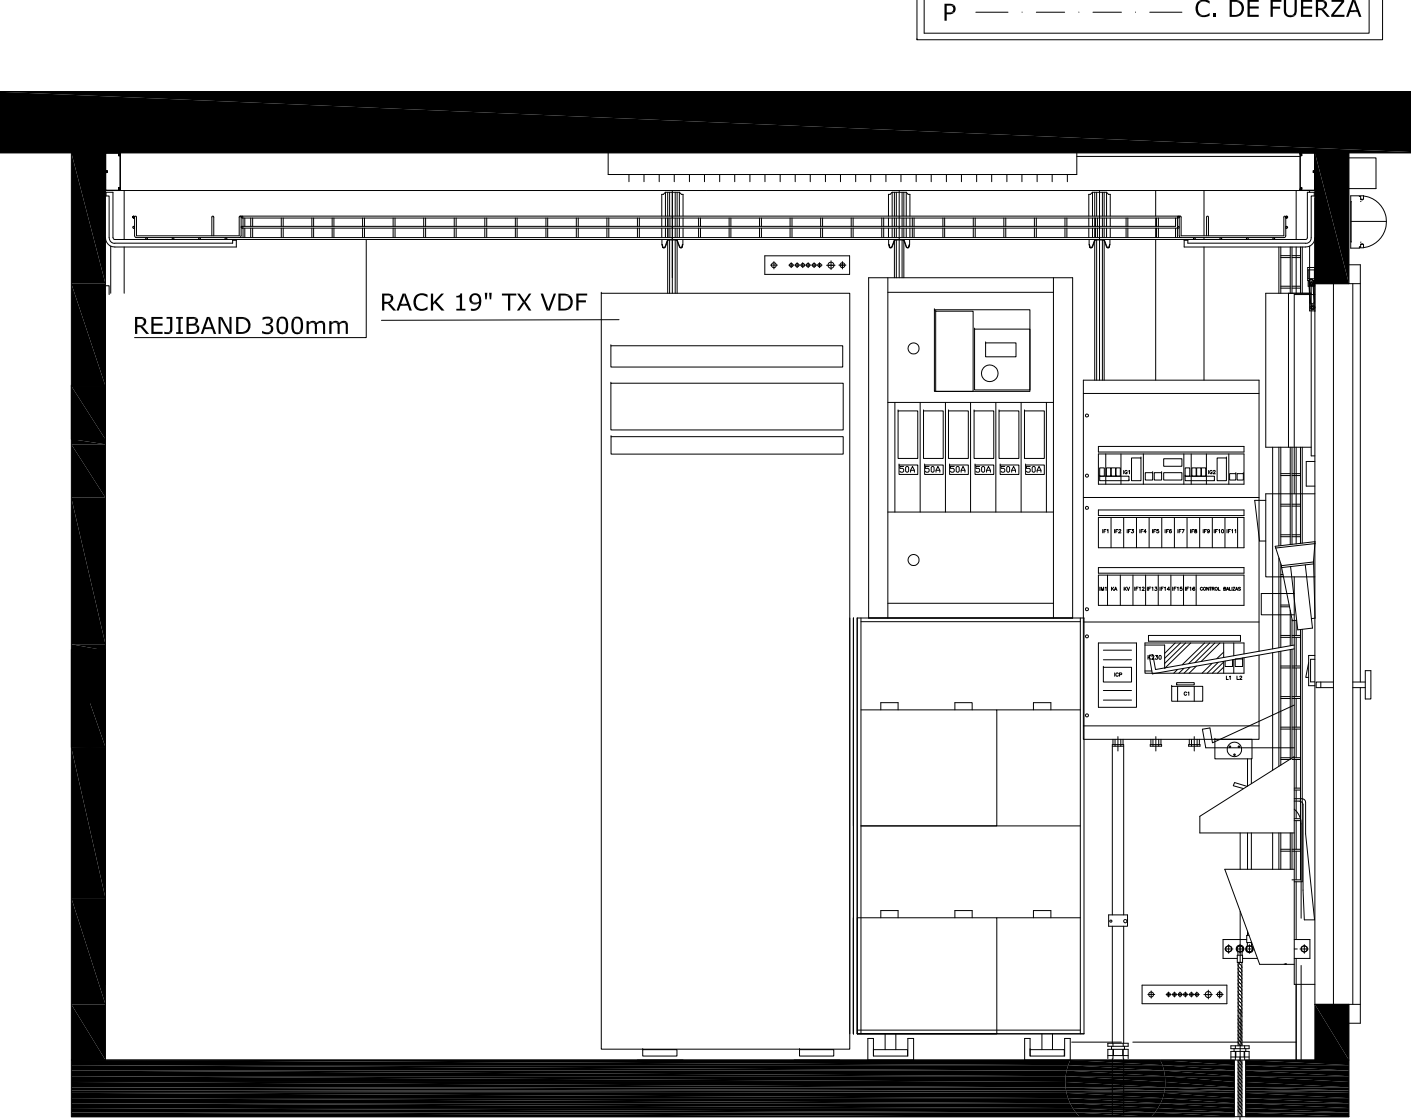 P C. DE FUERZA
RACK 19" TX VDF
REJIBAND 300mm
50A 50A 50A 50A 50A 50A
IG1 IG2
IF1 IF2 IF3 IF4 IF5 IF6 IF7 IF8 IF9 IF10 IF11
IM1 KA KV IF12 IF13 IF14 IF15 IF16 CONTROL BALIZAS
ICP
L1 L2
C1